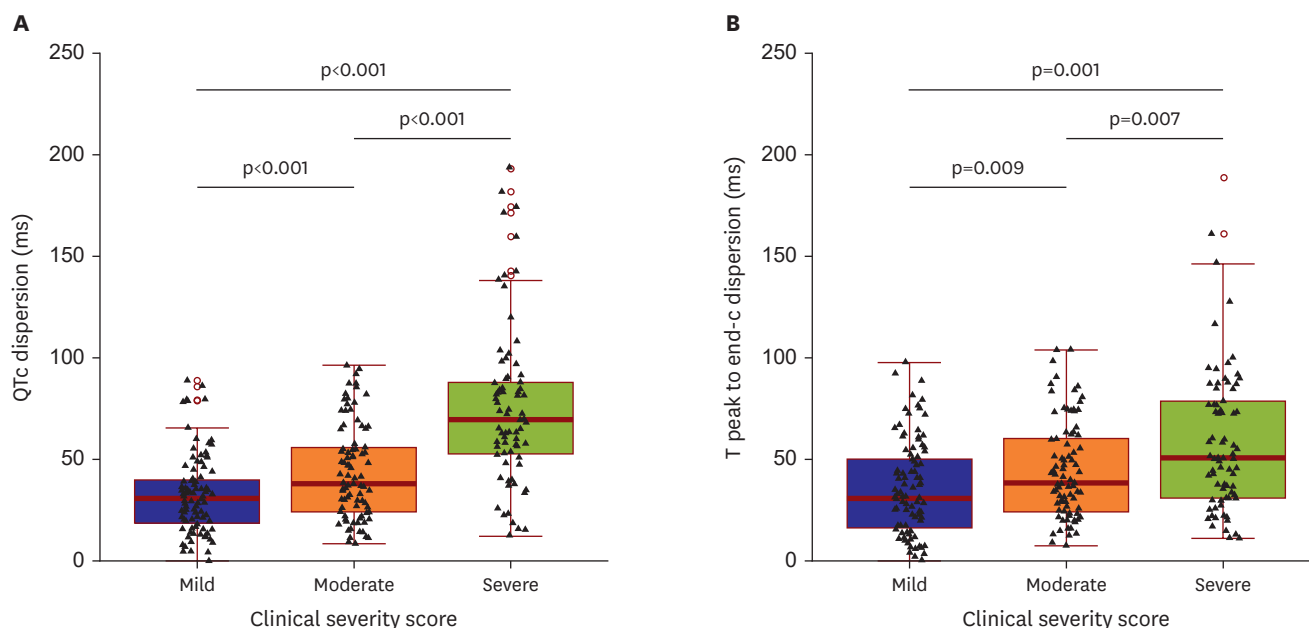 A
QTc dispersion (ms)
250
200
150
100
50
0
p<0.001
p<0.001
p<0.001
Mild Moderate Severe
Clinical severity score
B
T peak to end-c dispersion (ms)
250
200
150
100
50
0
p=0.001
p=0.007
p=0.009
Mild Moderate Severe
Clinical severity score